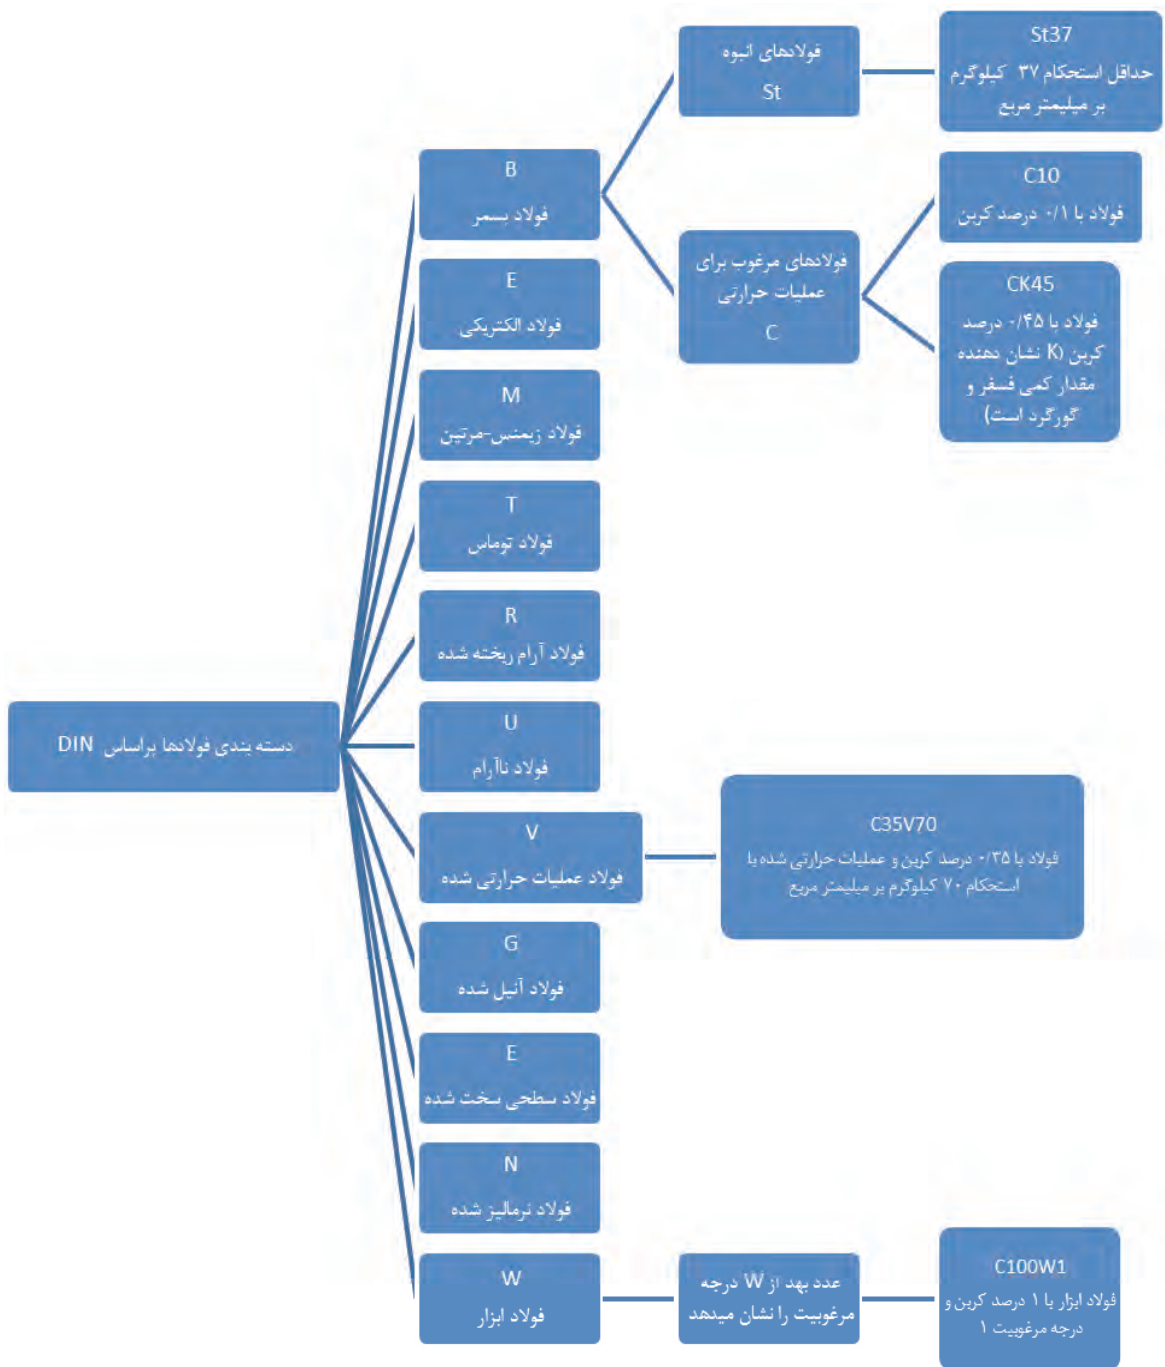 دسته بندی فولادها براساس DIN
B
فولاد بسمر
فولادهای انبوه
St
St37
حداقل استحکام ۳۷ کیلوگرم
بر میلیمتر مربع
فولادهای مرغوب برای
عملیات حرارتی
C
C10
فولاد با ۰/۱ درصد کربن
CK45
فولاد با ۰/۴۵ درصد
کربن (K نشان دهنده
مقدار کمی فسفر و
گورگرد است)
E
فولاد الکتریکی
M
فولاد زیمنس-مرتین
T
فولاد توماس
R
فولاد آرام ریخته شده
U
فولاد ناآرام
V
فولاد عملیات حرارتی شده
C35V70
فولاد با ۰/۳۵ درصد کربن و عملیات حرارتی شده با
استحکام ۷۰ کیلوگرم بر میلیمتر مربع
G
فولاد آنیل شده
E
فولاد سطحی سخت شده
N
فولاد نرمالیز شده
W
فولاد ابزار
عدد بهد از W درجه
مرغوبیت را نشان میدهد
C100W1
فولاد ابزار با ۱ درصد کربن و
درجه مرغوبیت ۱